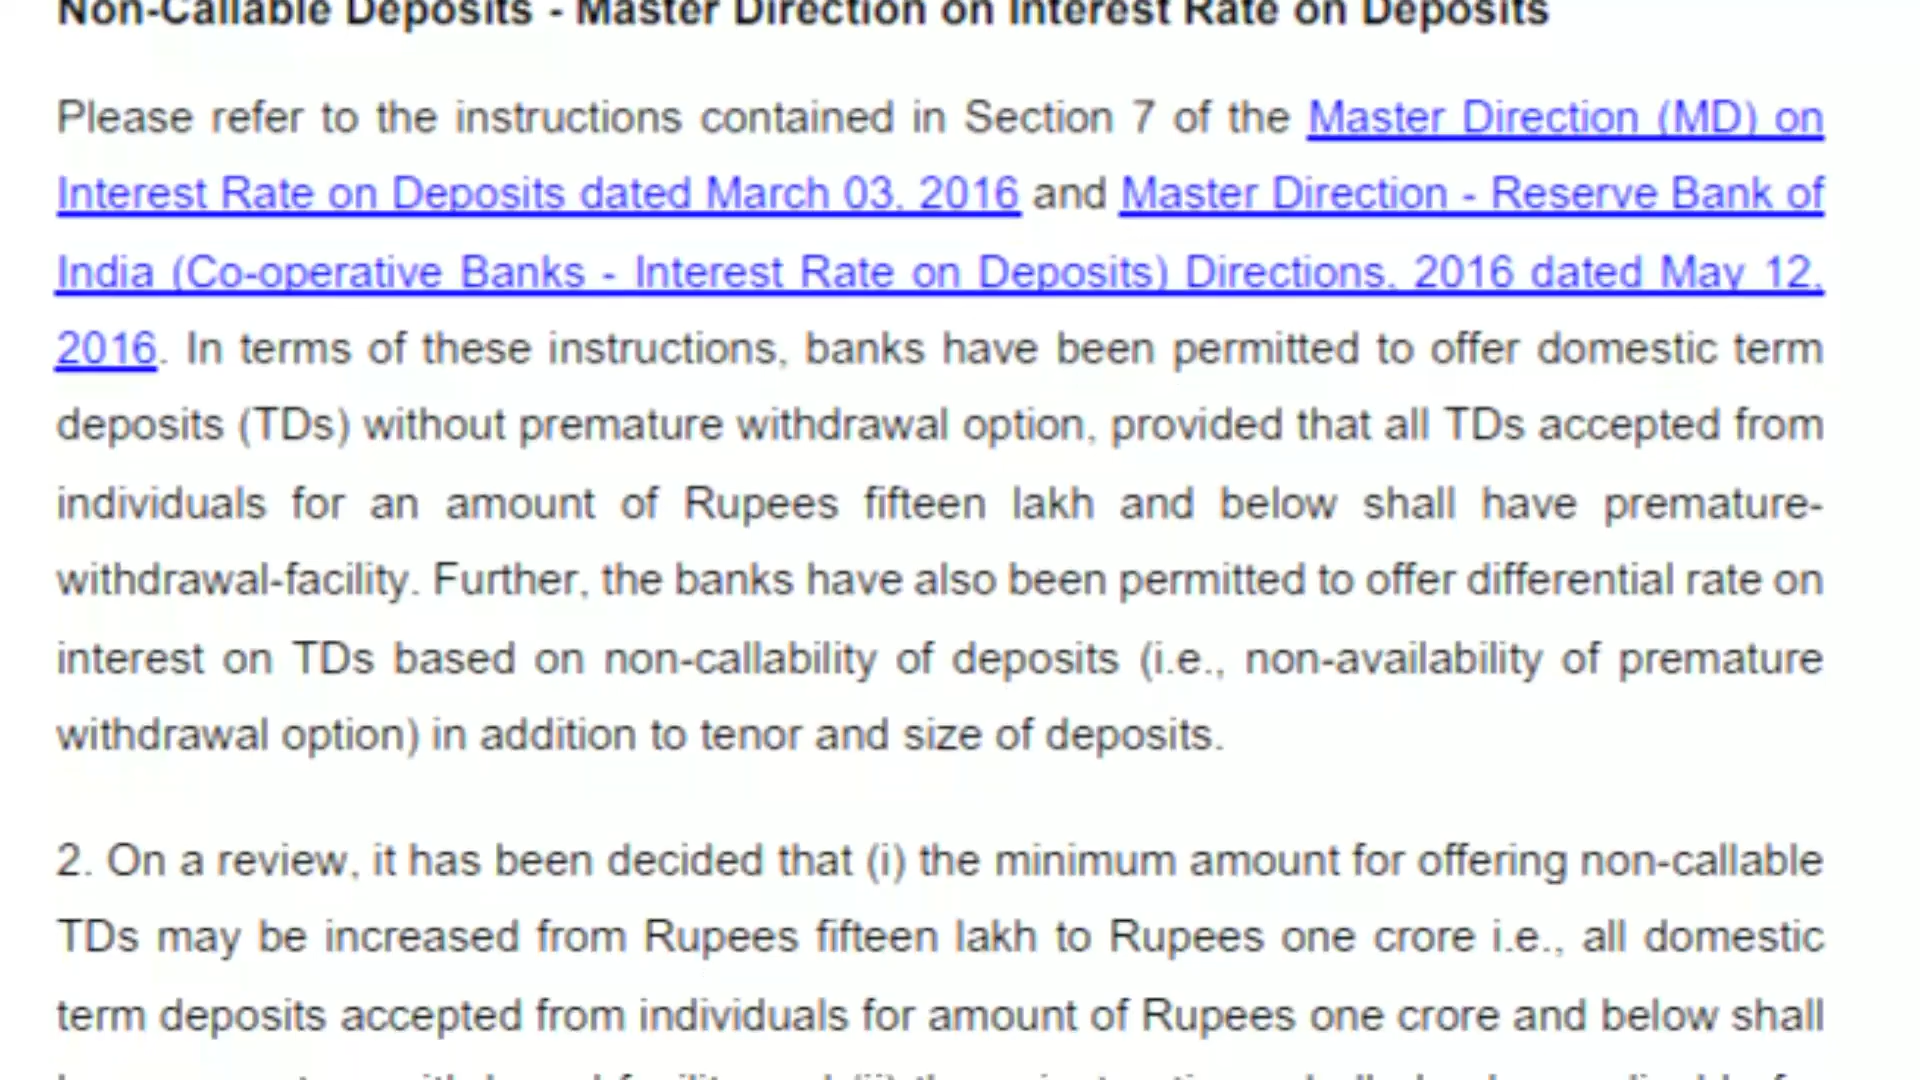 Non-Callable Deposits - Master Direction on Interest Rate on Deposits
Please refer to the instructions contained in Section 7 of the Master Direction (MD) on
Interest Rate on Deposits dated March 03, 2016 and Master Direction - Reserve Bank of
India (Co-operative Banks - Interest Rate on Deposits) Directions, 2016 dated May 12,
2016. In terms of these instructions, banks have been permitted to offer domestic term
deposits (TDs) without premature withdrawal option, provided that all TDs accepted from
individuals for an amount of Rupees fifteen lakh and below shall have premature-
withdrawal-facility. Further, the banks have also been permitted to offer differential rate on
interest on TDs based on non-callability of deposits (i.e., non-availability of premature
withdrawal option) in addition to tenor and size of deposits.
2. On a review, it has been decided that (i) the minimum amount for offering non-callable
TDs may be increased from Rupees fifteen lakh to Rupees one crore i.e., all domestic
term deposits accepted from individuals for amount of Rupees one crore and below shall